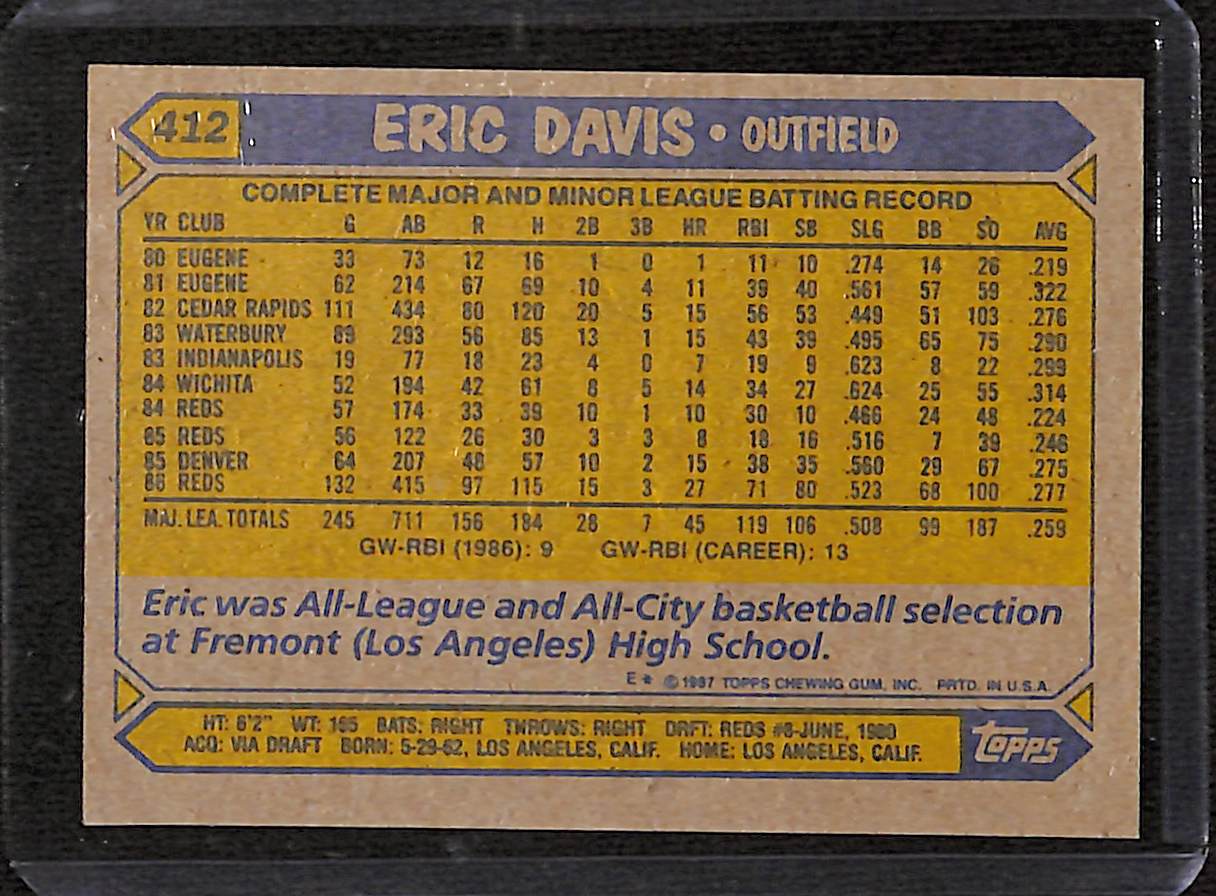 412 ERIC DAVIS • OUTFIELD
COMPLETE MAJOR AND MINOR LEAGUE BATTING RECORD
YR CLUB G AB R H 2B 3B HR RBI SB SLG BB SO AVG
80 EUGENE 33 73 12 16 1 0 1 11 10 .274 14 26 .219
81 EUGENE 62 214 67 69 10 4 11 39 40 .561 57 59 .322
82 CEDAR RAPIDS 111 434 80 120 20 5 15 56 53 .449 51 103 .276
83 WATERBURY 89 293 56 85 13 1 15 43 39 .495 65 75 .290
83 INDIANAPOLIS 19 77 18 23 4 0 7 19 9 .623 8 22 .299
84 WICHITA 52 194 42 61 8 5 14 34 27 .624 25 55 .314
84 REDS 57 174 33 39 10 1 10 30 10 .466 24 48 .224
85 REDS 56 122 26 30 3 3 8 18 16 .516 7 39 .246
85 DENVER 64 207 48 57 10 2 15 38 35 .560 29 67 .275
86 REDS 132 415 97 115 15 3 27 71 80 .523 68 100 .277
MAJ. LEA. TOTALS 245 711 156 184 28 7 45 119 106 .508 99 187 .259
GW-RBI (1986): 9 GW-RBI (CAREER): 13
Eric was All-League and All-City basketball selection
at Fremont (Los Angeles) High School.
E* © 1987 TOPPS CHEWING GUM, INC. PRTD. IN U.S.A.
HT: 6'2" WT: 185 BATS: RIGHT THROWS: RIGHT DRFT: REDS #8-JUNE, 1980
ACQ: VIA DRAFT BORN: 5-29-62, LOS ANGELES, CALIF. HOME: LOS ANGELES, CALIF.
TOPPS